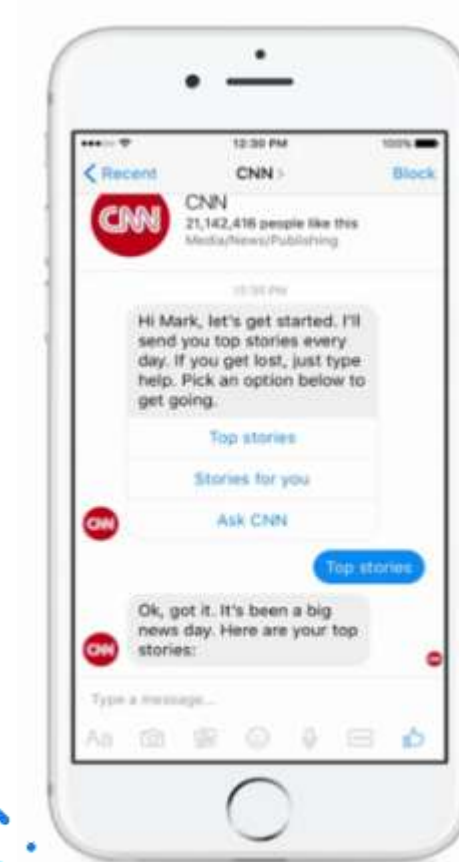 12:30 PM 100%
Recent CNN Block
CNN
CNN
21,142,416 people like this
Media/News/Publishing
12:30 PM
Hi Mark, let's get started. I'll
send you top stories every
day. If you get lost, just type
help. Pick an option below to
get going.
Top stories
Stories for you
Ask CNN
CNN
Top stories
Ok, got it. It's been a big
news day. Here are your top
stories:
CNN
Type a message...
Aa